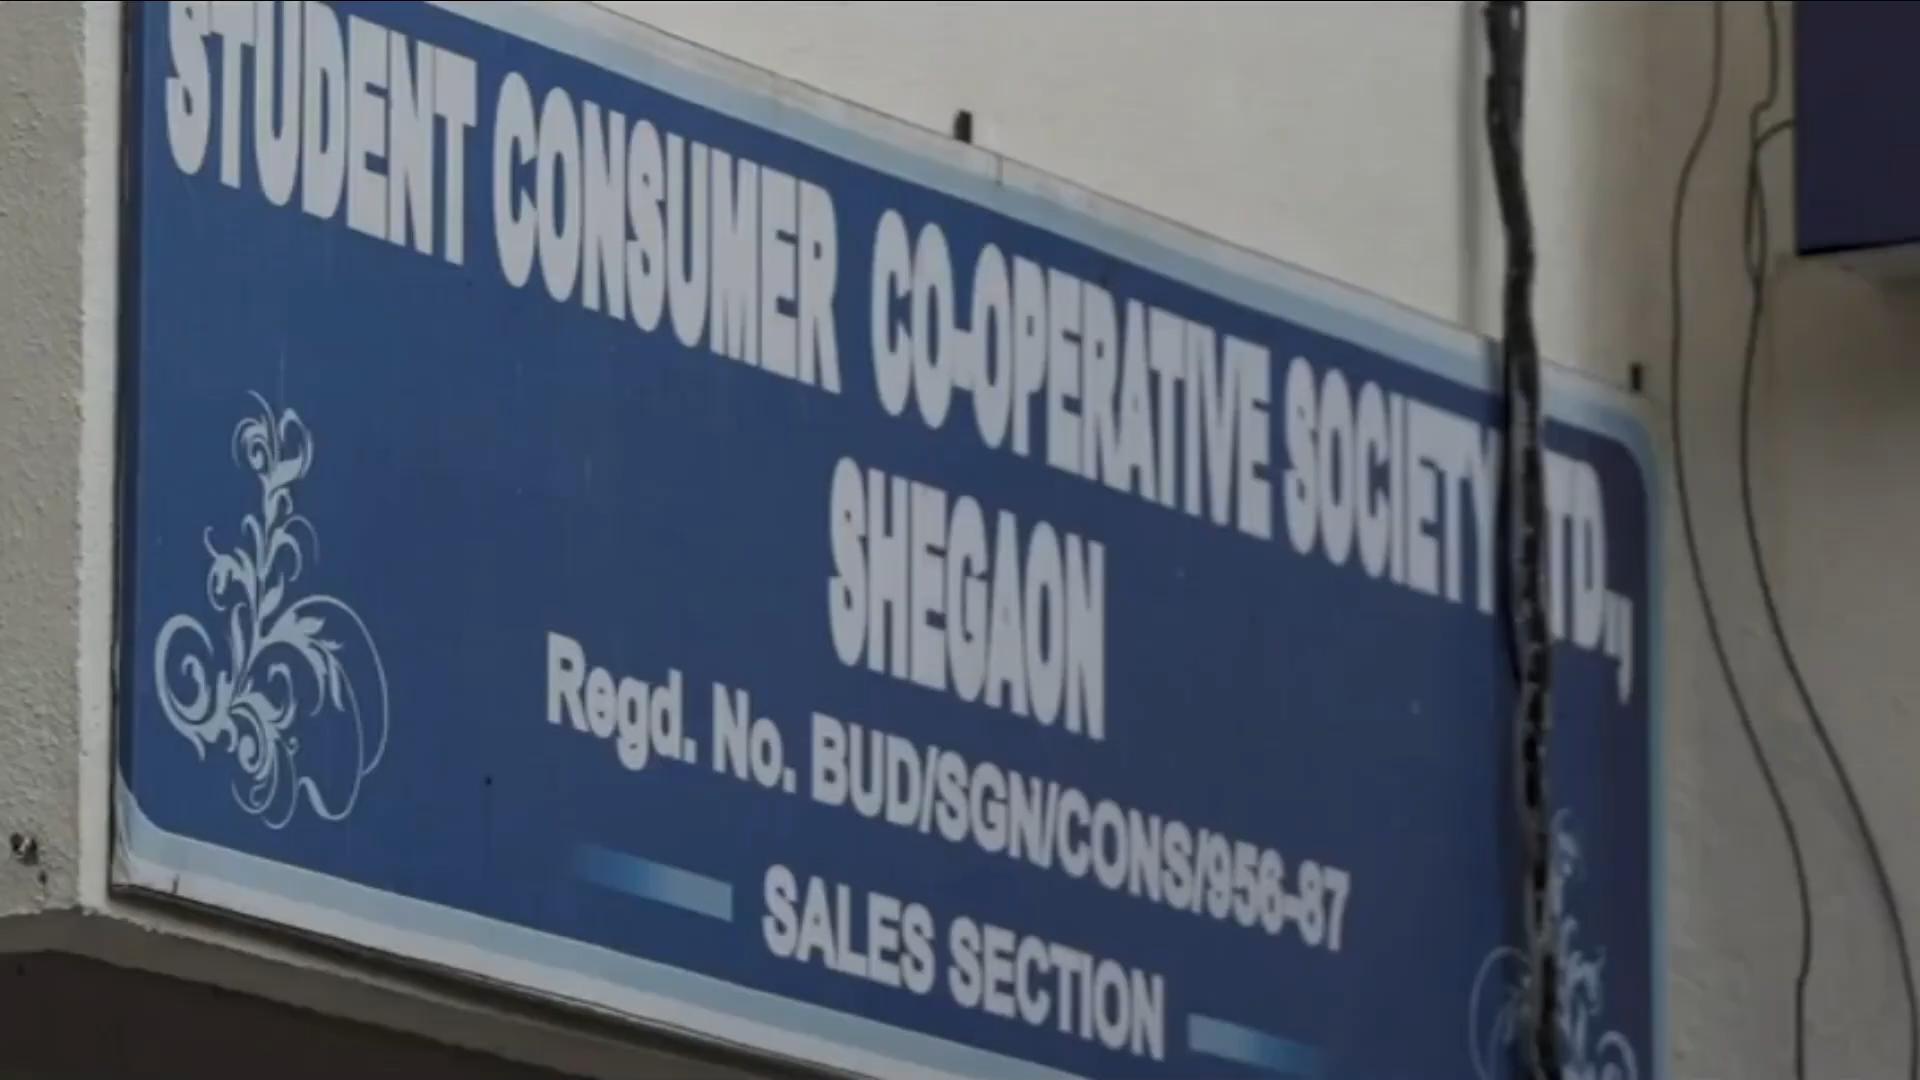 STUDENT CONSUMER CO-OPERATIVE SOCIETY LTD.,,
SHEGAON
Regd. No. BUD/SGN/CONS/956-87
SALES SECTION